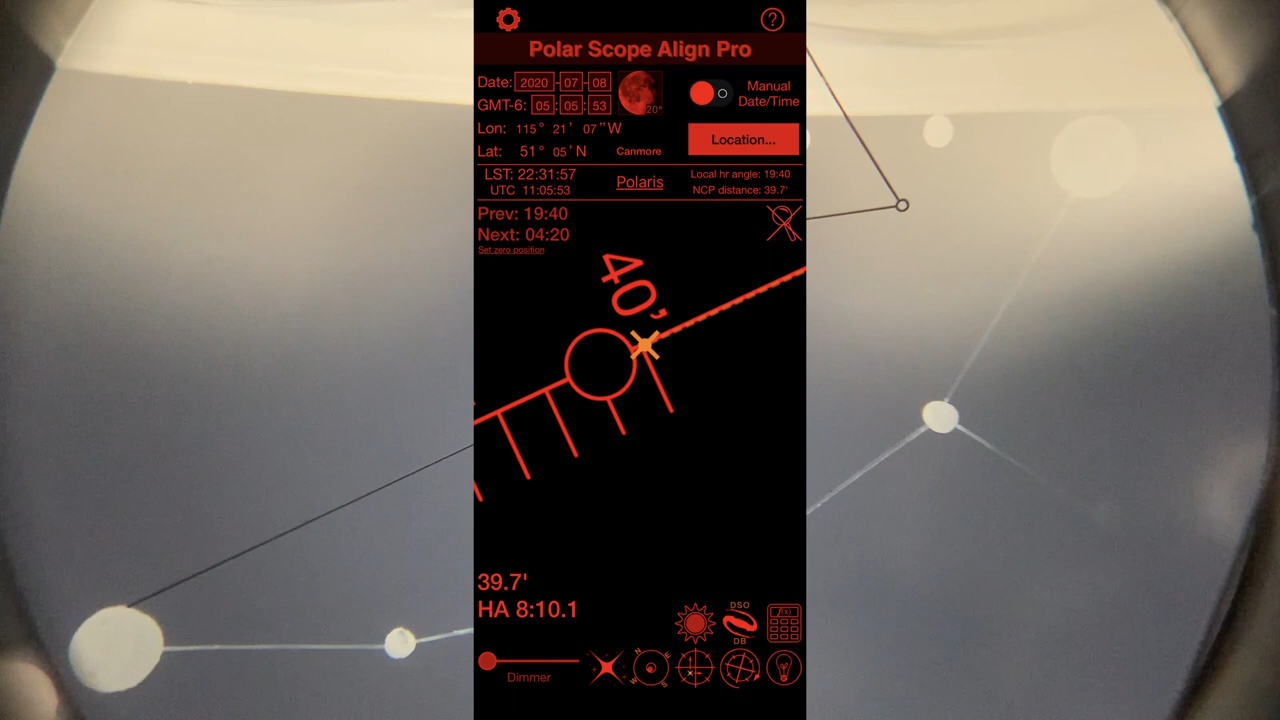 ?
Polar Scope Align Pro
Date: 2020-07-08
GMT-6: 05:05:53
20°
Manual
Date/Time
Lon: 115° 21' 07"W
Lat: 51° 05'N
Canmore
Location...
LST: 22:31:57
UTC 11:05:53
Polaris
Local hr angle: 19:40
NCP distance: 39.7'
Prev: 19:40
Next: 04:20
Set zero position
40'
39.7'
HA 8:10.1
DSO
DB
f(x)
N
E
W
S
Dimmer